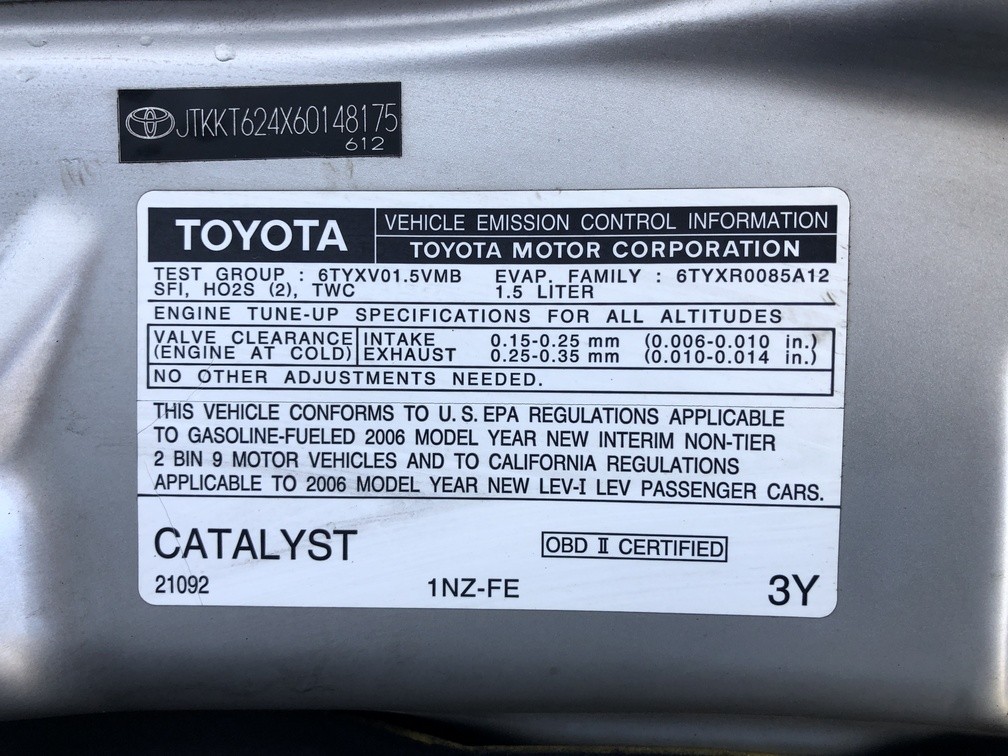 JTKKT624X60148175
612
TOYOTA
VEHICLE EMISSION CONTROL INFORMATION
TOYOTA MOTOR CORPORATION
TEST GROUP : 6TYXV01.5VMB EVAP. FAMILY : 6TYXR0085A12
SFI, HO2S (2), TWC 1.5 LITER
ENGINE TUNE-UP SPECIFICATIONS FOR ALL ALTITUDES
VALVE CLEARANCE INTAKE 0.15-0.25 mm (0.006-0.010 in.)
(ENGINE AT COLD) EXHAUST 0.25-0.35 mm (0.010-0.014 in.)
NO OTHER ADJUSTMENTS NEEDED.
THIS VEHICLE CONFORMS TO U.S. EPA REGULATIONS APPLICABLE
TO GASOLINE-FUELED 2006 MODEL YEAR NEW INTERIM NON-TIER
2 BIN 9 MOTOR VEHICLES AND TO CALIFORNIA REGULATIONS
APPLICABLE TO 2006 MODEL YEAR NEW LEV-I LEV PASSENGER CARS.
CATALYST OBD II CERTIFIED
21092 1NZ-FE 3Y